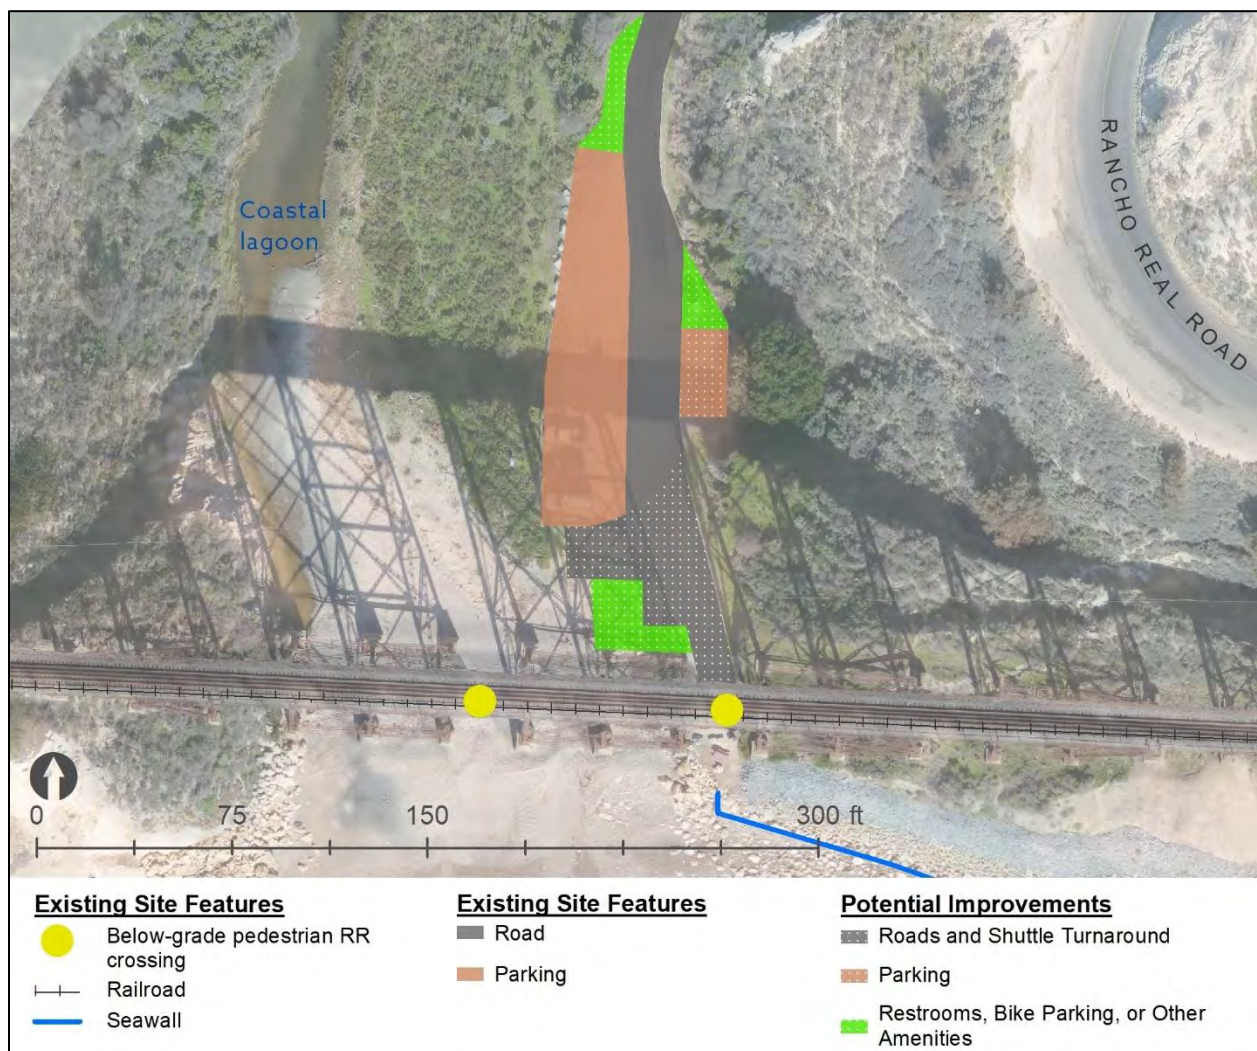 Coastal
lagoon
RANCHO REAL ROAD
0 75 150 300 ft
Existing Site Features
Below-grade pedestrian RR
crossing
Railroad
Seawall
Existing Site Features
Road
Parking
Potential Improvements
Roads and Shuttle Turnaround
Parking
Restrooms, Bike Parking, or Other
Amenities